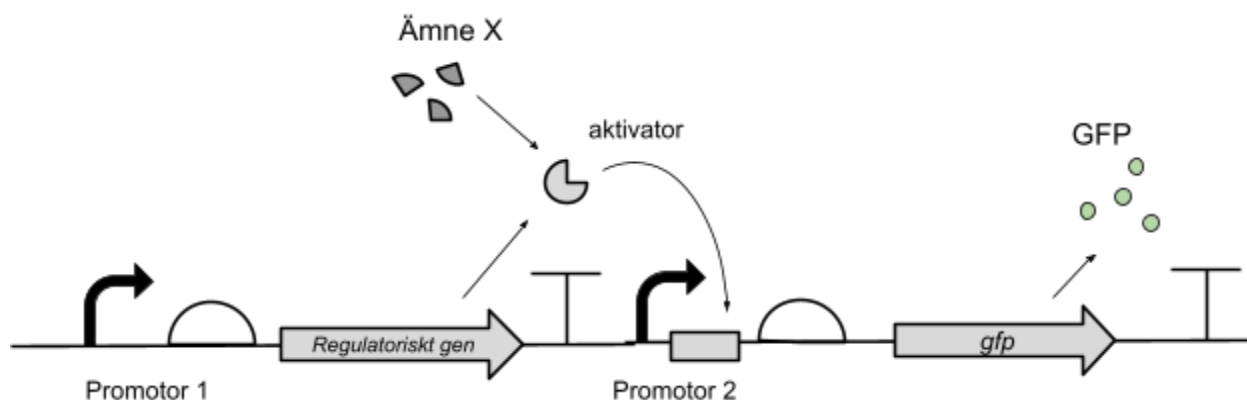 Ämne X
aktivator
GFP
Regulatoriskt gen
gfp
Promotor 1
Promotor 2